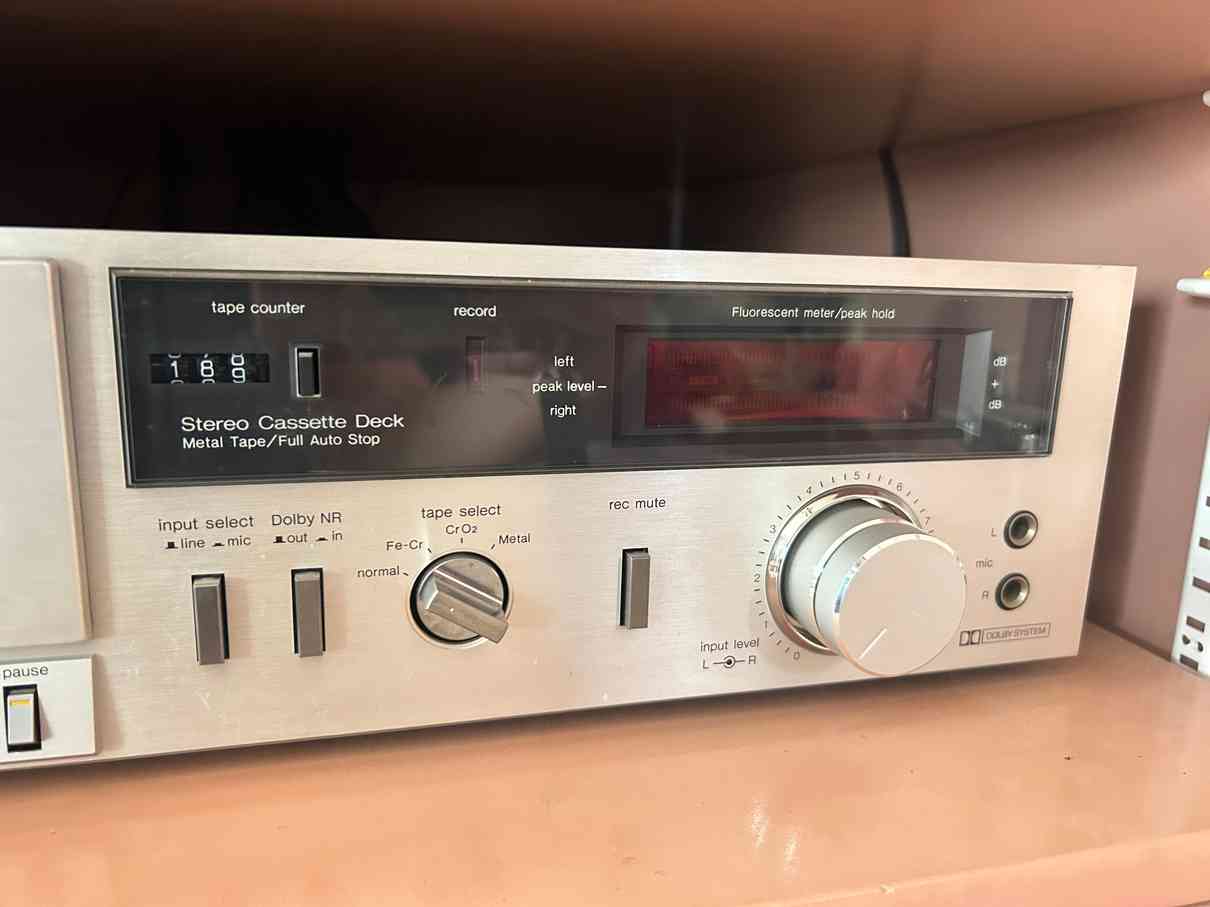 tape counter
record
Fluorescent meter/peak hold
189
left
peak level
right
dB
+
dB
Stereo Cassette Deck
Metal Tape/Full Auto Stop
input select
line mic
Dolby NR
out in
tape select
normal
Fe-Cr
CrO₂
Metal
rec mute
0
2
3
4
5
6
7
input level
L R
L
mic
R
DOLBY SYSTEM
pause